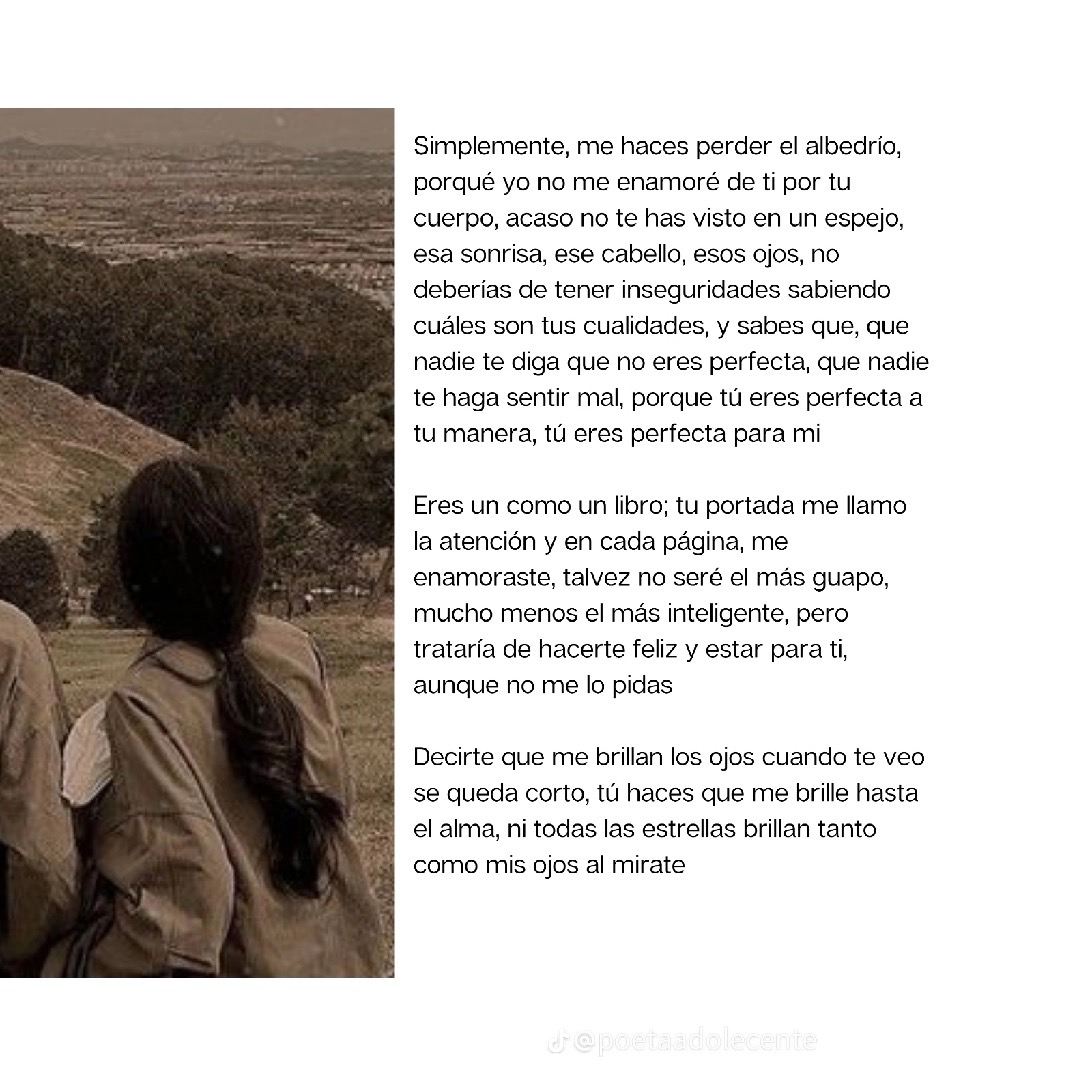 Simplemente, me haces perder el albedrío,
porqué yo no me enamoré de ti por tu
cuerpo, acaso no te has visto en un espejo,
esa sonrisa, ese cabello, esos ojos, no
deberías de tener inseguridades sabiendo
cuáles son tus cualidades, y sabes que, que
nadie te diga que no eres perfecta, que nadie
te haga sentir mal, porque tú eres perfecta a
tu manera, tú eres perfecta para mi
Eres un como un libro; tu portada me llamo
la atención y en cada página, me
enamoraste, talvez no seré el más guapo,
mucho menos el más inteligente, pero
trataría de hacerte feliz y estar para ti,
aunque no me lo pidas
Decirte que me brillan los ojos cuando te veo
se queda corto, tú haces que me brille hasta
el alma, ni todas las estrellas brillan tanto
como mis ojos al mirate
@poetaadolecente